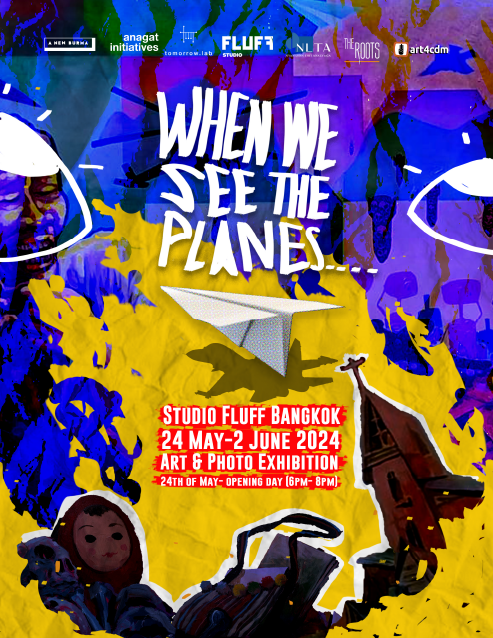 A NEW BURMA
anagat
initiatives
tomorrow.lab
FLUFF
STUDIO
NUTA
THE
ROOTS
art4cdm
WHEN WE
SEE THE
PLANES....
STUDIO FLUFF BANGKOK
24 MAY-2 JUNE 2024
ART & PHOTO EXHIBITION
24TH OF MAY- OPENING DAY (6PM- 8PM)